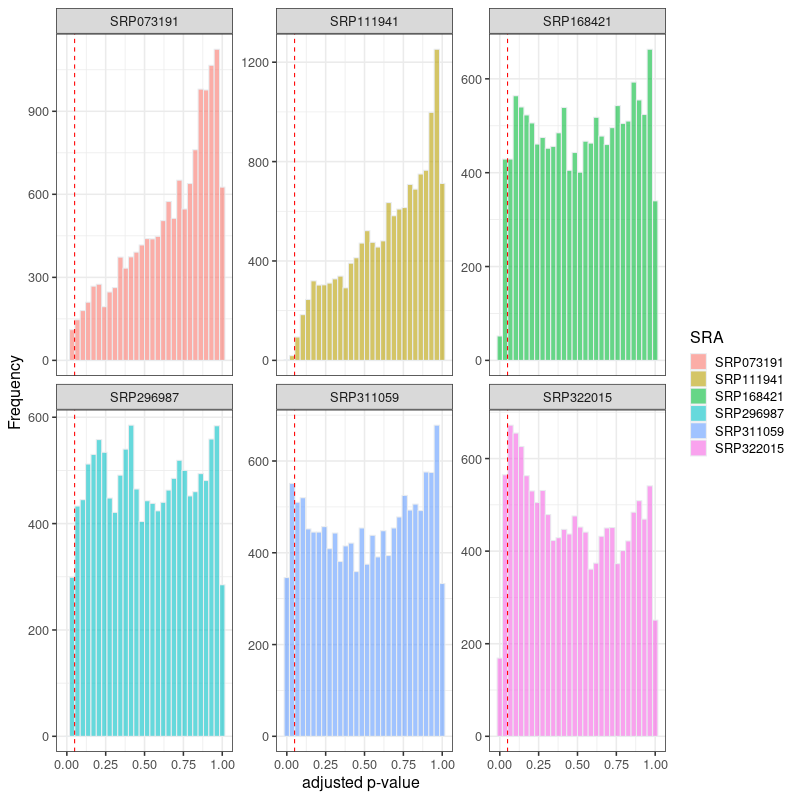 SRP073191 SRP111941 SRP168421
900
600
300
0
1200
800
400
0
600
400
200
0
Frequency
SRP296987 SRP311059 SRP322015
600
400
200
0
600
400
200
0
600
400
200
0
0.00 0.25 0.50 0.75 1.00
0.00 0.25 0.50 0.75 1.00
0.00 0.25 0.50 0.75 1.00
adjusted p-value
SRA
SRP073191
SRP111941
SRP168421
SRP296987
SRP311059
SRP322015